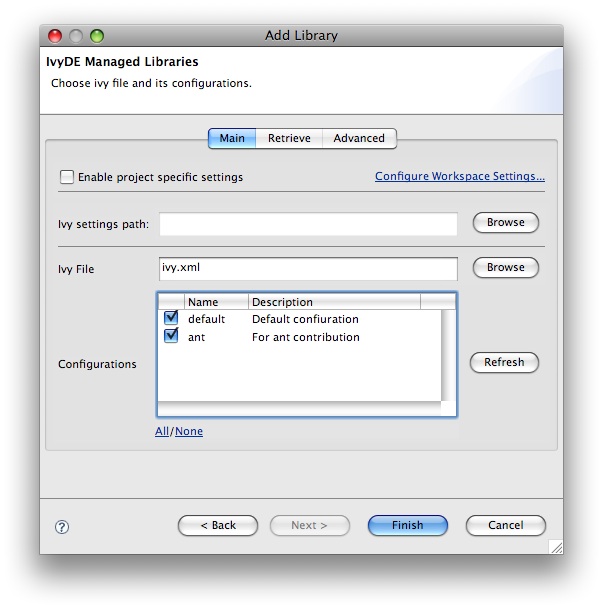 Add Library
IvyDE Managed Libraries
Choose ivy file and its configurations.
Main Retrieve Advanced
Enable project specific settings Configure Workspace Settings...
Ivy settings path: Browse
Ivy File ivy.xml Browse
Name Description
default Default confiuration
ant For ant contribution
Configurations Refresh
All/None
? < Back Next > Finish Cancel